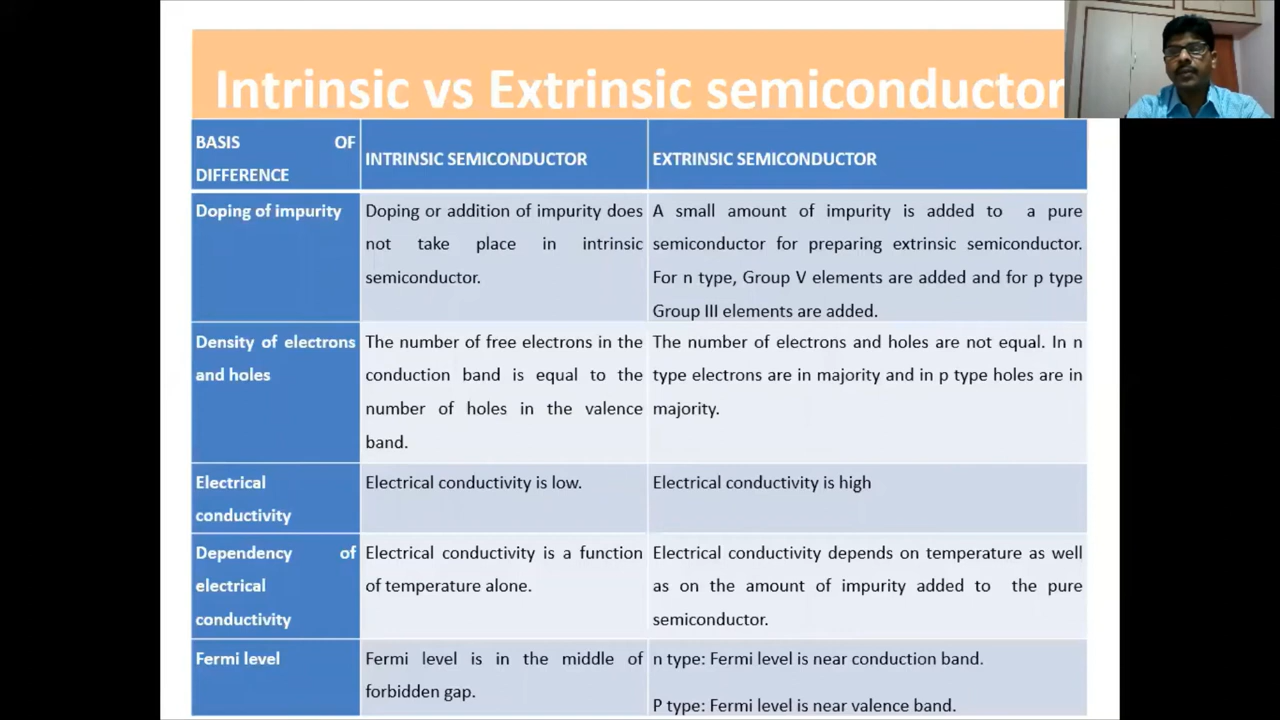 Intrinsic vs Extrinsic semiconductor
BASIS OF
DIFFERENCE
INTRINSIC SEMICONDUCTOR
EXTRINSIC SEMICONDUCTOR
Doping of impurity
Doping or addition of impurity does
not take place in intrinsic
semiconductor.
A small amount of impurity is added to a pure
semiconductor for preparing extrinsic semiconductor.
For n type, Group V elements are added and for p type
Group III elements are added.
Density of electrons
and holes
The number of free electrons in the
conduction band is equal to the
number of holes in the valence
band.
The number of electrons and holes are not equal. In n
type electrons are in majority and in p type holes are in
majority.
Electrical
conductivity
Electrical conductivity is low.
Electrical conductivity is high
Dependency of
electrical
conductivity
Electrical conductivity is a function
of temperature alone.
Electrical conductivity depends on temperature as well
as on the amount of impurity added to the pure
semiconductor.
Fermi level
Fermi level is in the middle of
forbidden gap.
n type: Fermi level is near conduction band.
P type: Fermi level is near valence band.